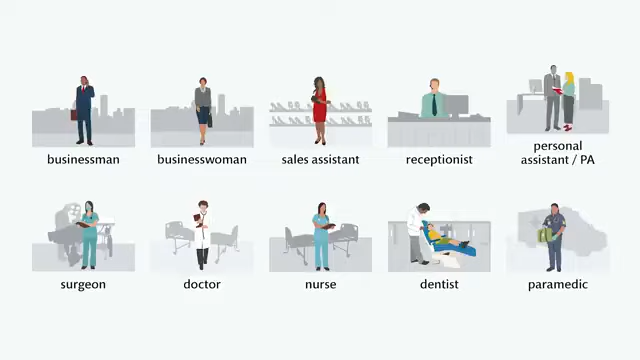 businessman
businesswoman
sales assistant
receptionist
personal
assistant / PA
surgeon
doctor
nurse
dentist
paramedic